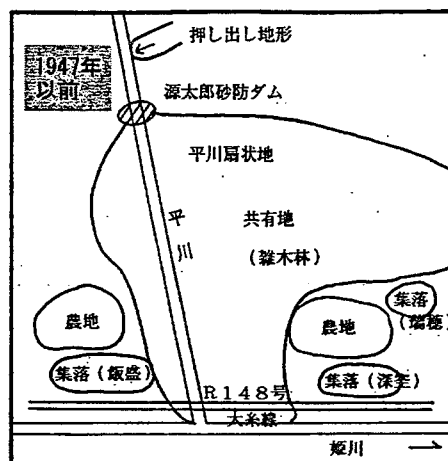 押し出し地形
1947年
以前
源太郎砂防ダム
平川扇状地
平川
共有地
(雑木林)
農地
集落(飯盛)
農地
集落
(瑞穂)
集落(深空)
R148号
大糸線
姫川